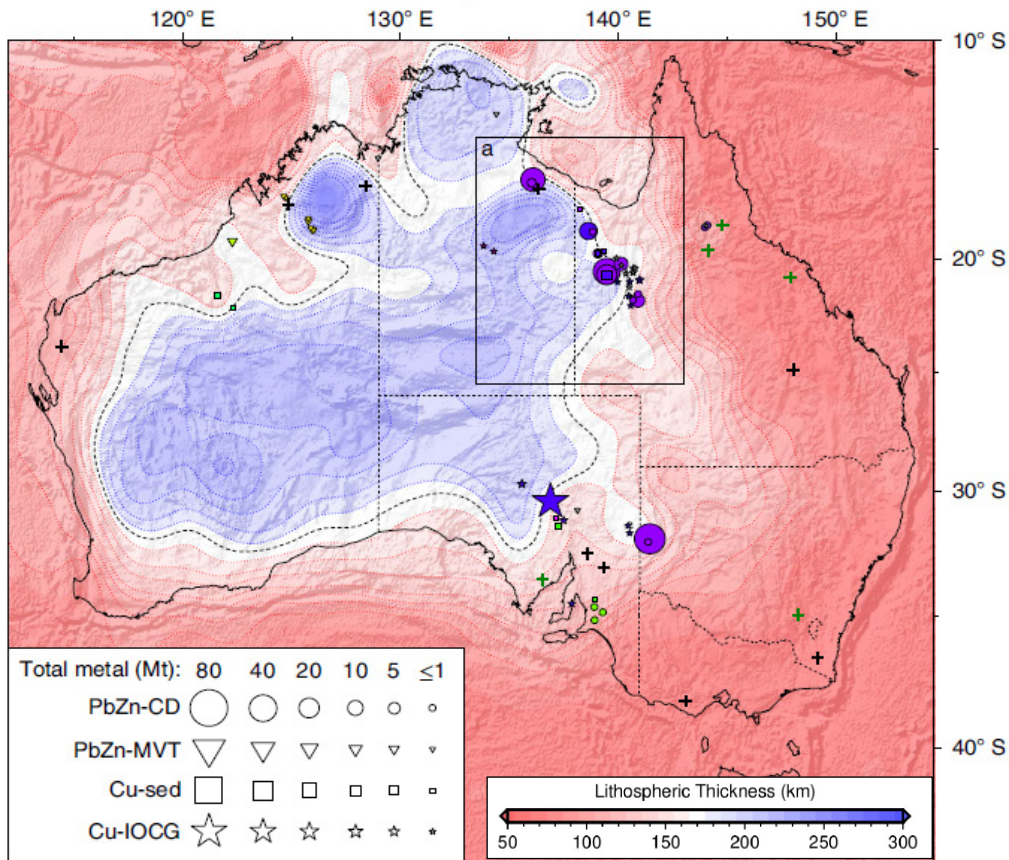 120° E 130° E 140° E 150° E
10° S
a
20° S
30° S
40° S
Total metal (Mt): 80 40 20 10 5 ≤1
PbZn-CD
PbZn-MVT
Cu-sed
Cu-IOCG
Lithospheric Thickness (km)
50 100 150 200 250 300